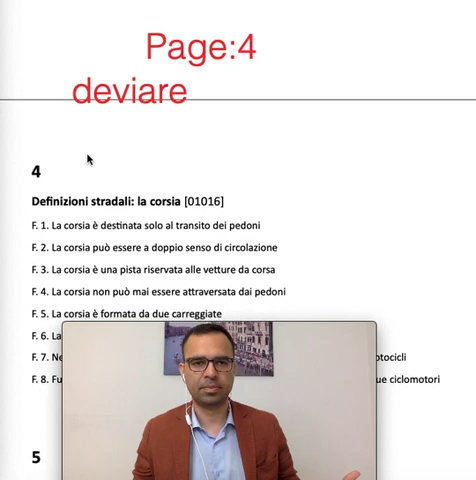 Page:4
deviare
4
Definizioni stradali: la corsia [01016]
F. 1. La corsia è destinata solo al transito dei pedoni
F. 2. La corsia può essere a doppio senso di circolazione
F. 3. La corsia è una pista riservata alle vetture da corsa
F. 4. La corsia non può mai essere attraversata dai pedoni
F. 5. La corsia è formata da due carreggiate
F. 6. La
F. 7. Ne otocicli
F. 8. Fu ue ciclomotori
5